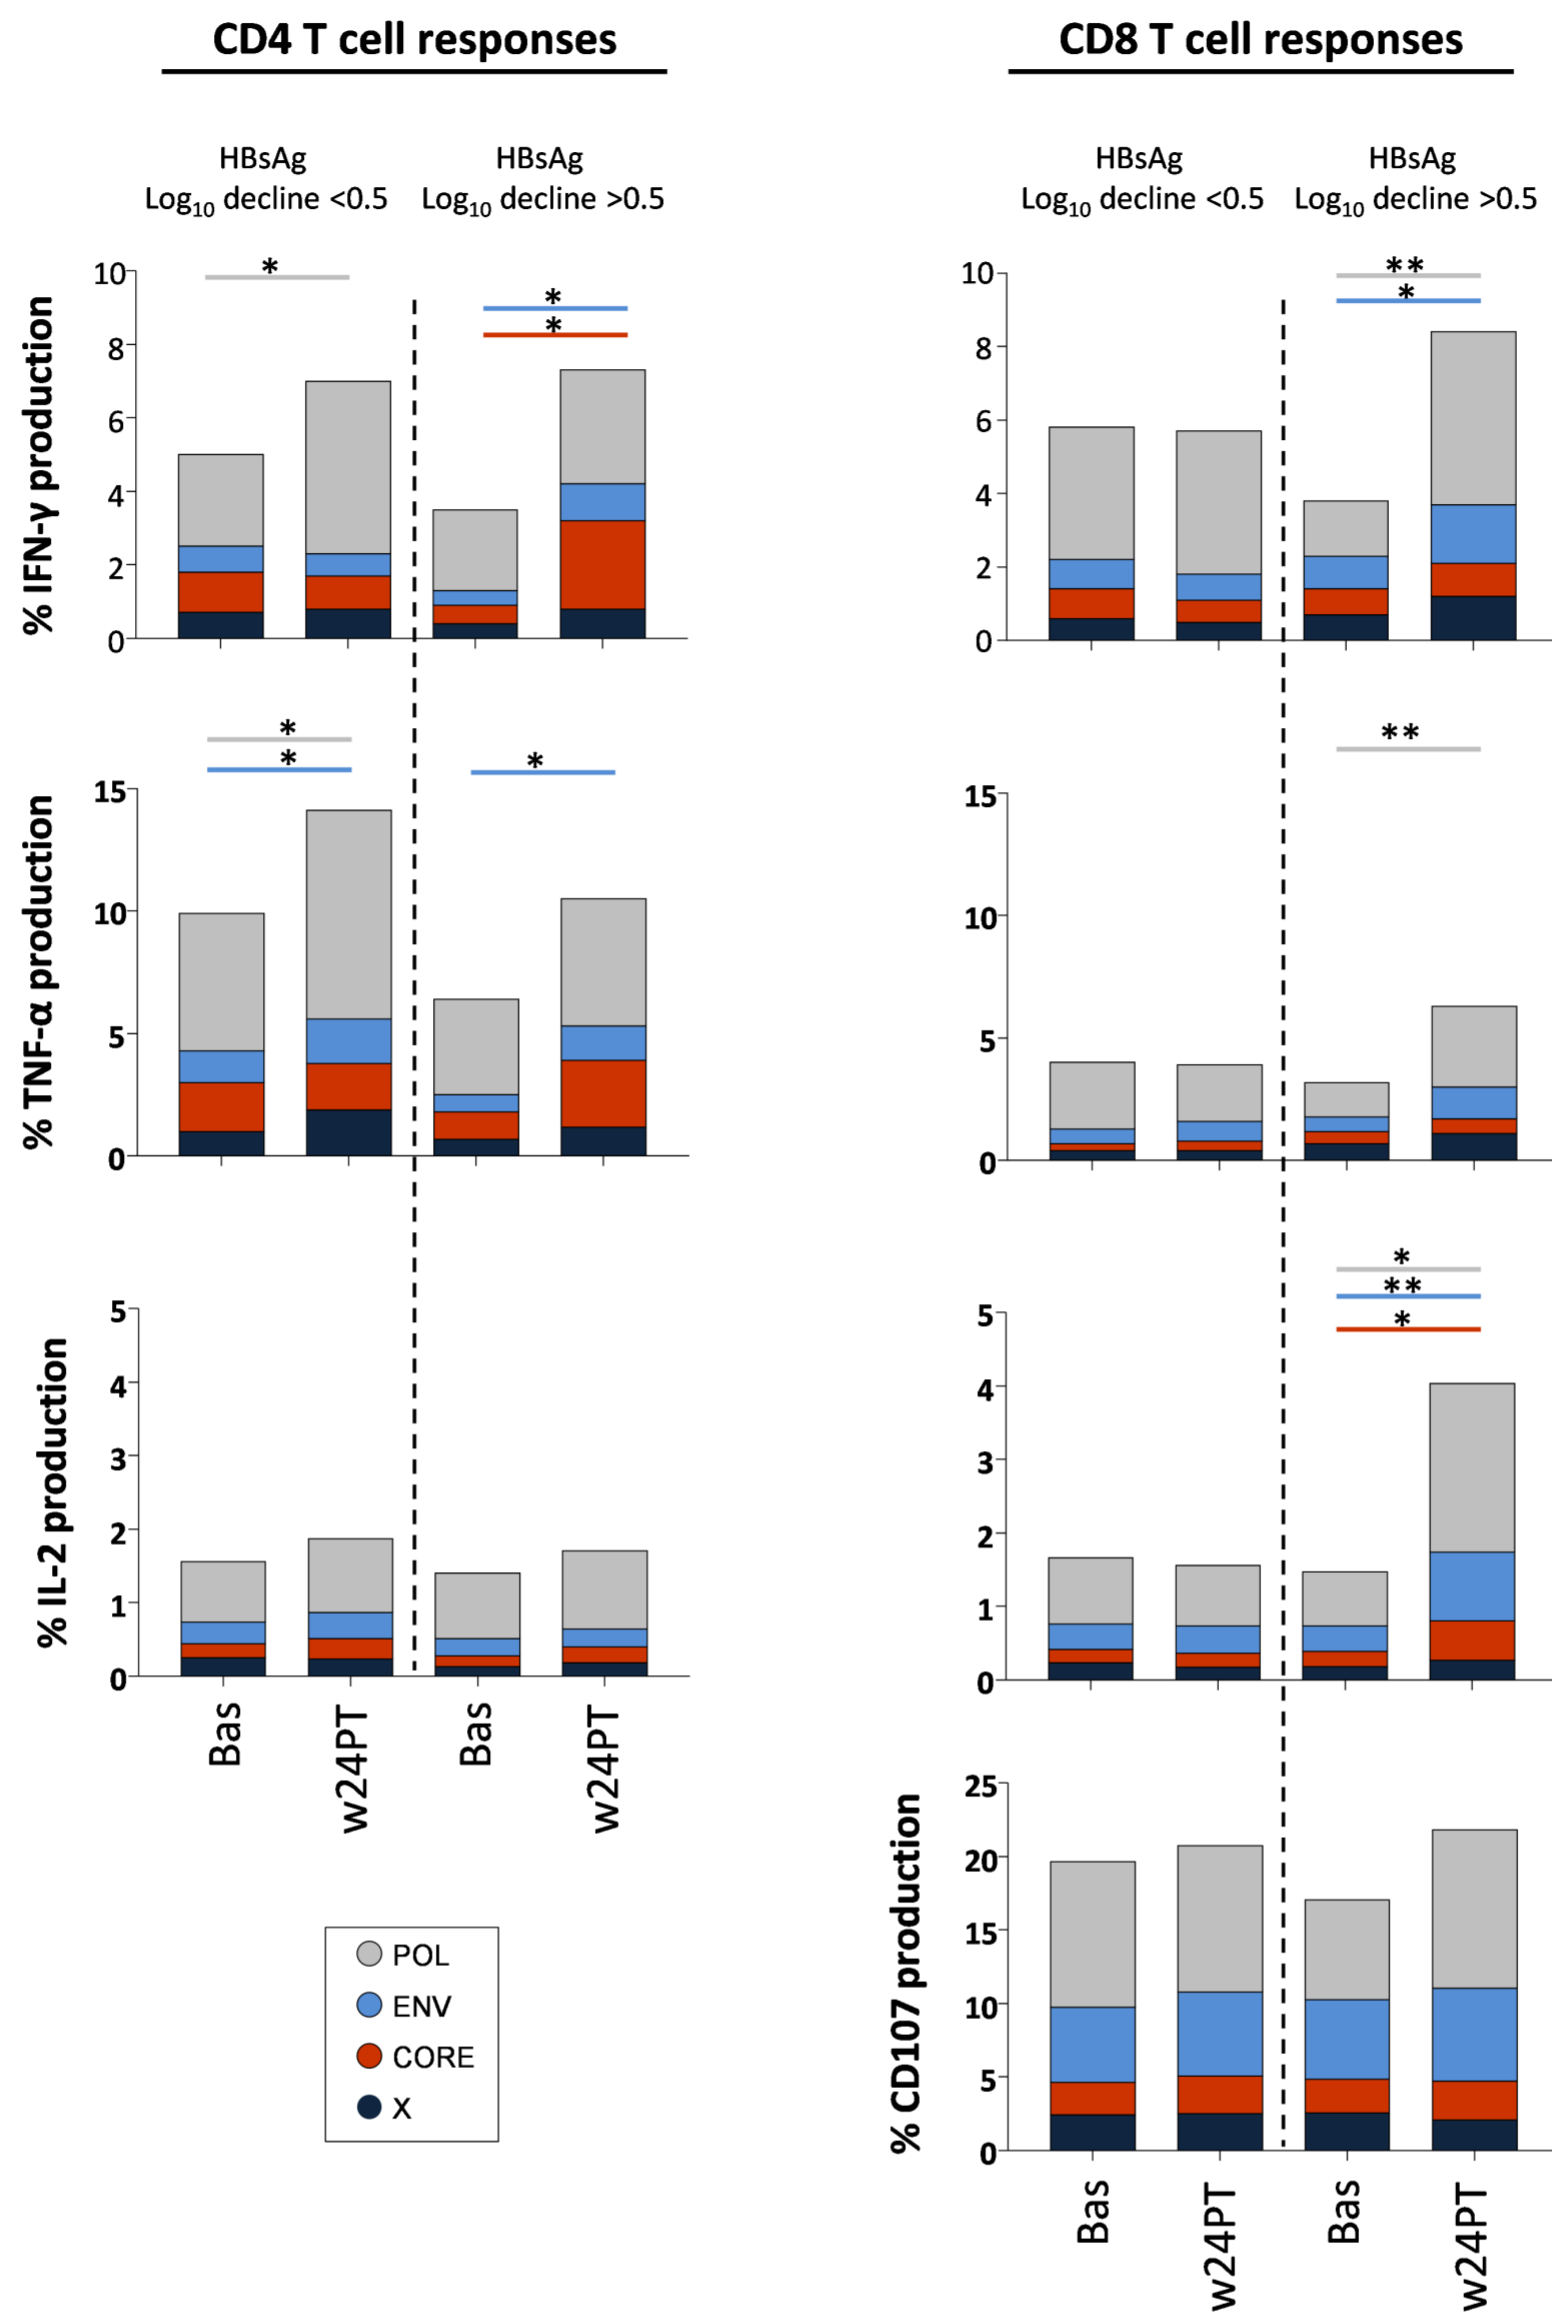 CD4 T cell responses
CD8 T cell responses
HBsAg
Log10 decline <0.5
HBsAg
Log10 decline >0.5
HBsAg
Log10 decline <0.5
HBsAg
Log10 decline >0.5
% IFN-γ production
10
8
6
4
2
0
*
*
*
10
8
6
4
2
0
**
*
% TNF-α production
15
10
5
0
*
*
*
15
10
5
0
**
% IL-2 production
5
4
3
2
1
0
Bas
w24PT
Bas
w24PT
5
4
3
2
1
0
*
**
*
POL
ENV
CORE
X
% CD107 production
25
20
15
10
5
0
Bas
w24PT
Bas
w24PT